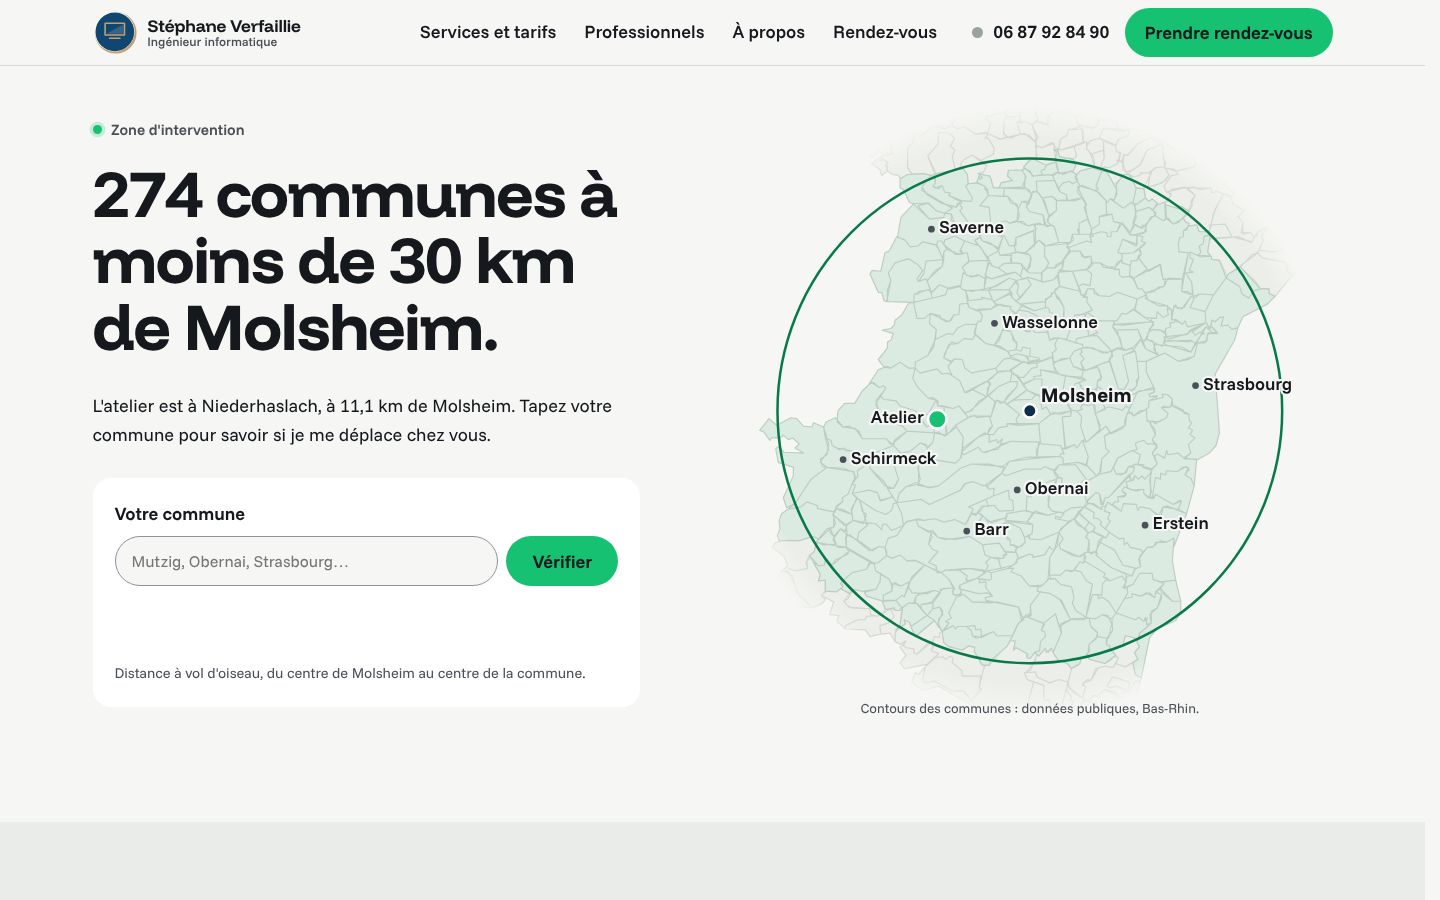 Stéphane Verfaillie
Ingénieur informatique
Services et tarifs
Professionnels
À propos
Rendez-vous
06 87 92 84 90
Prendre rendez-vous
Zone d'intervention
274 communes à
moins de 30 km
de Molsheim.
L'atelier est à Niederhaslach, à 11,1 km de Molsheim. Tapez votre
commune pour savoir si je me déplace chez vous.
Votre commune
Mutzig, Obernai, Strasbourg…
Vérifier
Distance à vol d'oiseau, du centre de Molsheim au centre de la commune.
Saverne
Wasselonne
Strasbourg
Molsheim
Atelier
Schirmeck
Obernai
Erstein
Barr
Contours des communes : données publiques, Bas-Rhin.